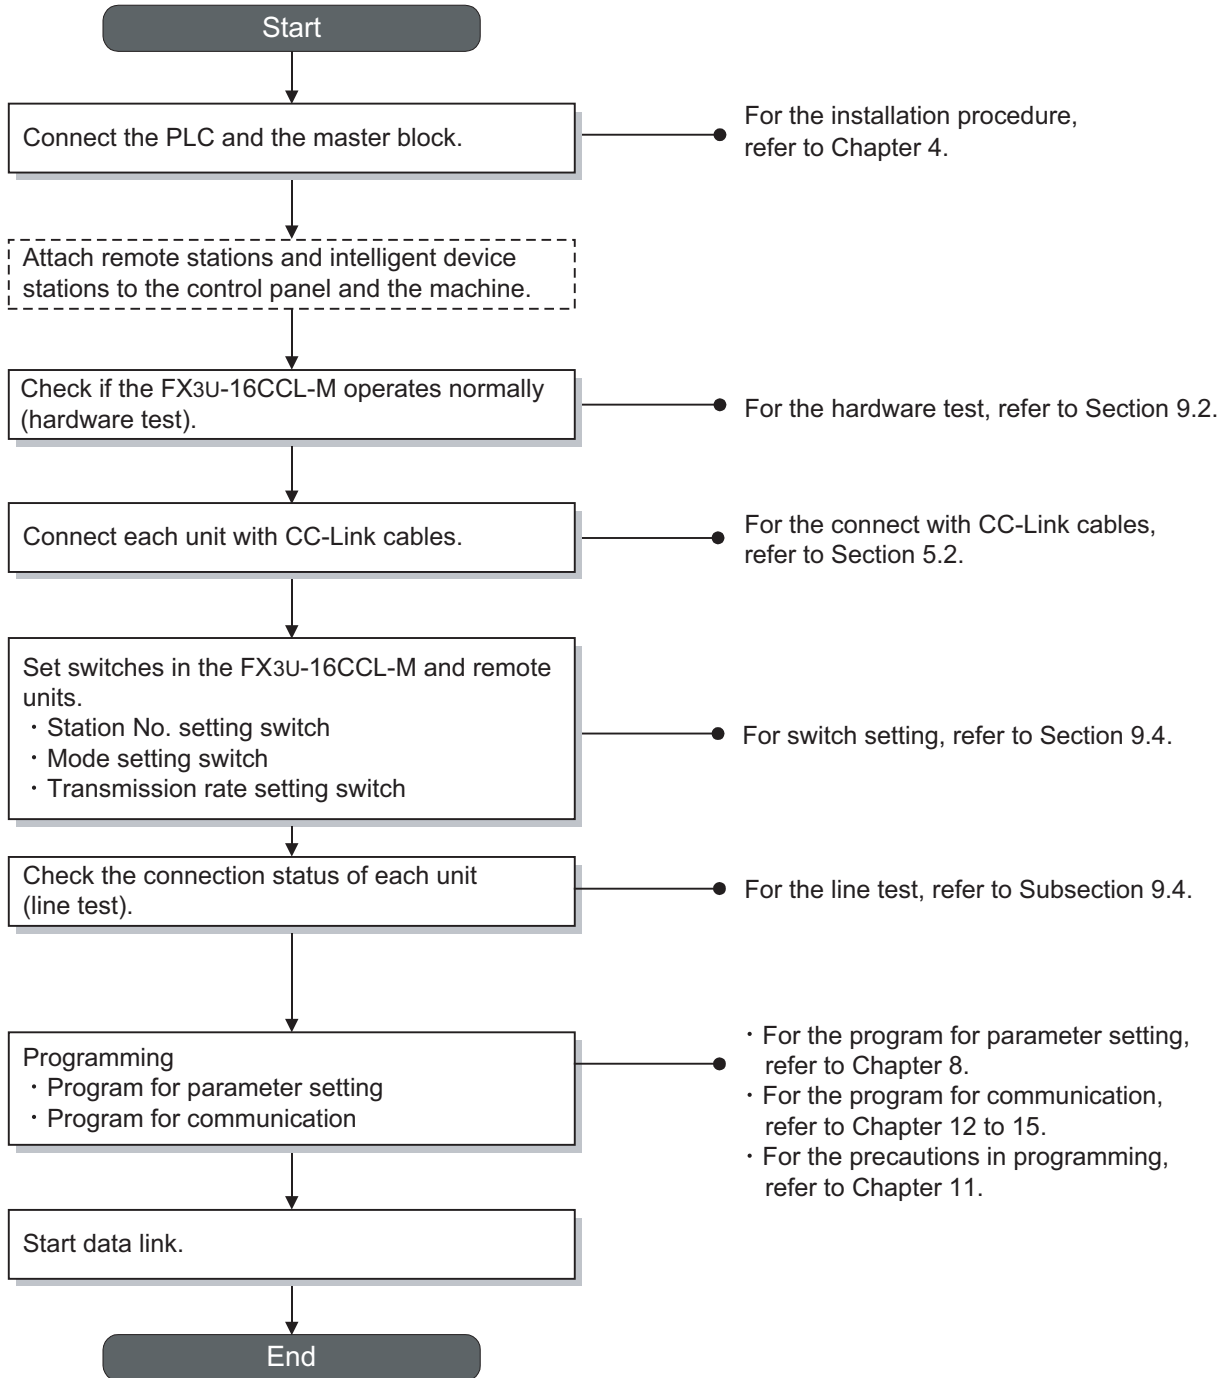 Start
Connect the PLC and the master block.
For the installation procedure,
refer to Chapter 4.
Attach remote stations and intelligent device
stations to the control panel and the machine.
Check if the FX3U-16CCL-M operates normally
(hardware test).
For the hardware test, refer to Section 9.2.
Connect each unit with CC-Link cables.
For the connect with CC-Link cables,
refer to Section 5.2.
Set switches in the FX3U-16CCL-M and remote
units.
・Station No. setting switch
・Mode setting switch
・Transmission rate setting switch
For switch setting, refer to Section 9.4.
Check the connection status of each unit
(line test).
For the line test, refer to Subsection 9.4.
Programming
・Program for parameter setting
・Program for communication
・For the program for parameter setting,
refer to Chapter 8.
・For the program for communication,
refer to Chapter 12 to 15.
・For the precautions in programming,
refer to Chapter 11.
Start data link.
End